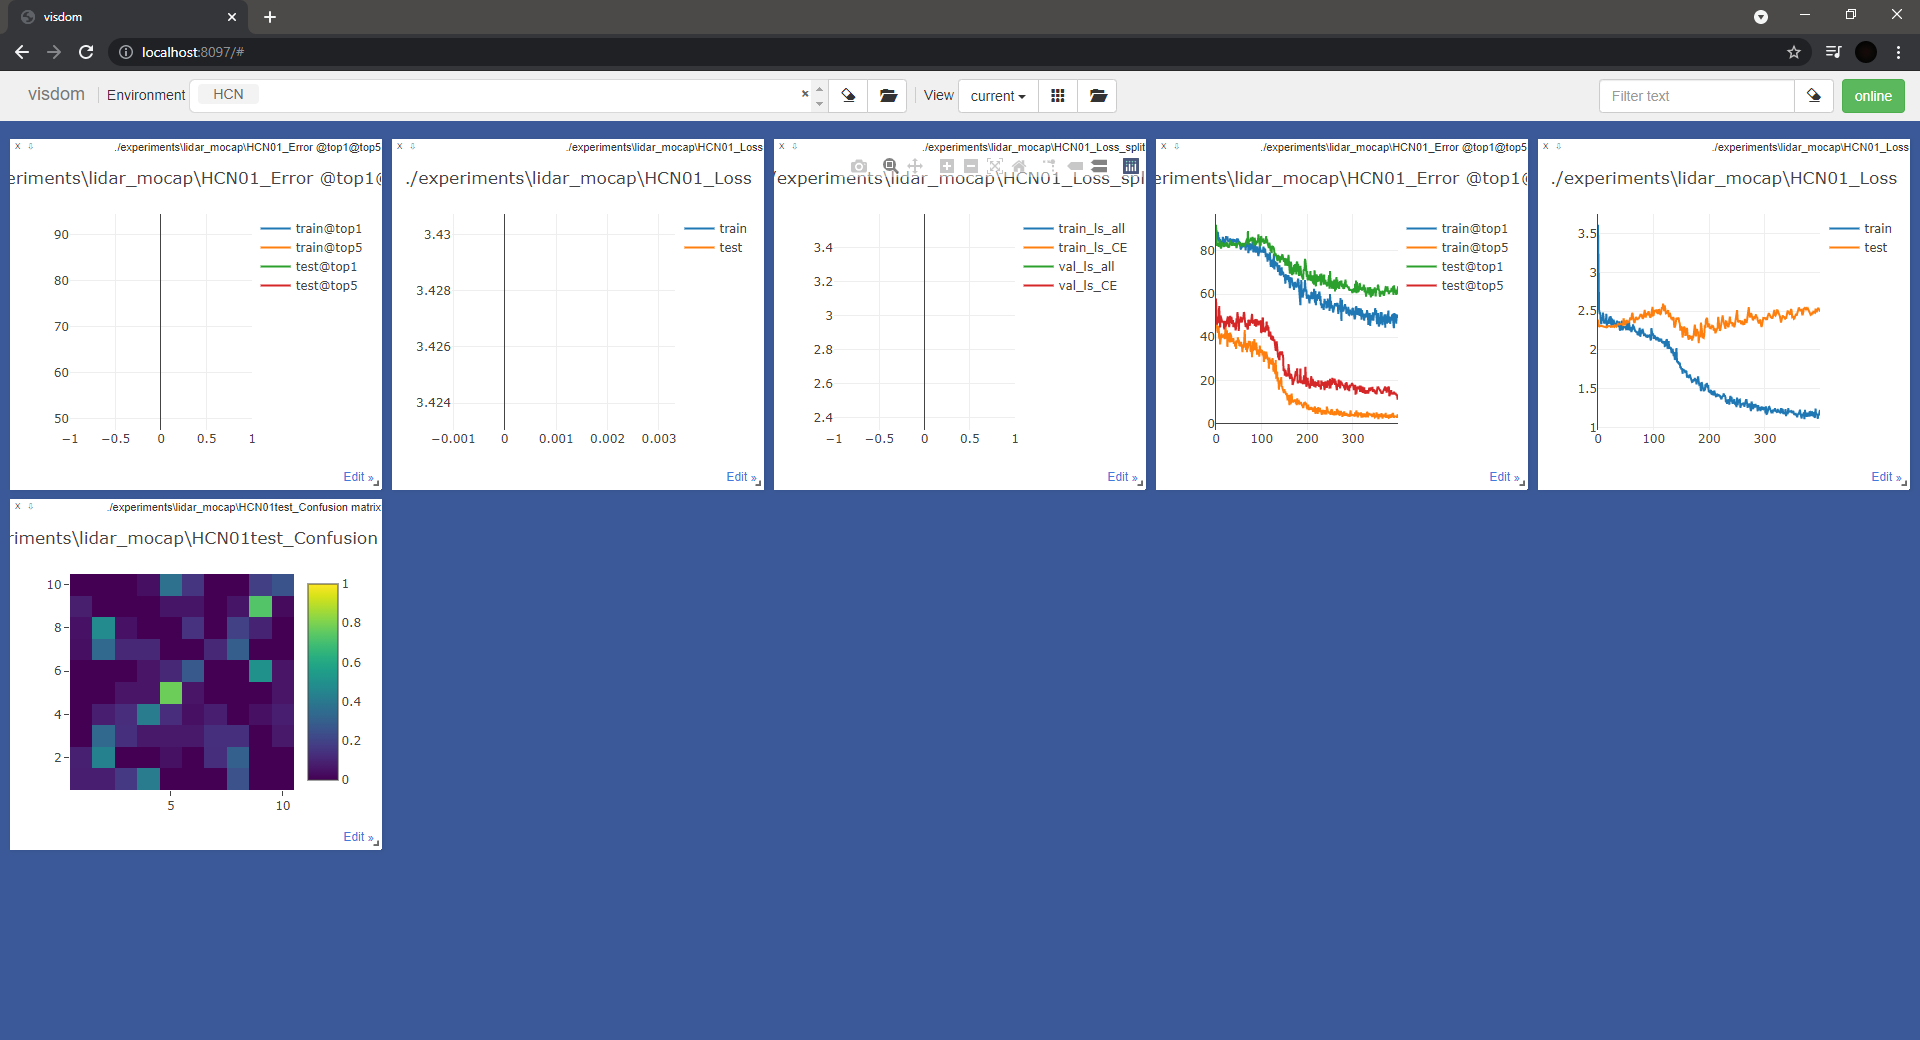 visdom
localhost:8097/#
visdom Environment HCN × View current Filter text online
X ./experiments\lidar_mocap\HCN01_Error @top1@top5
eriments\lidar_mocap\HCN01_Error @top1
90
80
70
60
50
−1 −0.5 0 0.5 1
train@top1
train@top5
test@top1
test@top5
Edit »
X ./experiments\lidar_mocap\HCN01_Loss
./experiments\lidar_mocap\HCN01_Loss
3.43
3.428
3.426
3.424
−0.001 0 0.001 0.002 0.003
train
test
Edit »
X ./experiments\lidar_mocap\HCN01_Loss_split
/experiments\lidar_mocap\HCN01_Loss_spl
3.4
3.2
3
2.8
2.6
2.4
−1 −0.5 0 0.5 1
train_ls_all
train_ls_CE
val_ls_all
val_ls_CE
Edit »
X ./experiments\lidar_mocap\HCN01_Error @top1@top5
eriments\lidar_mocap\HCN01_Error @top1
80
60
40
20
0
0 100 200 300
train@top1
train@top5
test@top1
test@top5
Edit »
X ./experiments\lidar_mocap\HCN01_Loss
./experiments\lidar_mocap\HCN01_Loss
3.5
3
2.5
2
1.5
1
0 100 200 300
train
test
Edit »
X ./experiments\lidar_mocap\HCN01test_Confusion matrix
riments\lidar_mocap\HCN01test_Confusion
10
8
6
4
2
5 10
1
0.8
0.6
0.4
0.2
0
Edit »